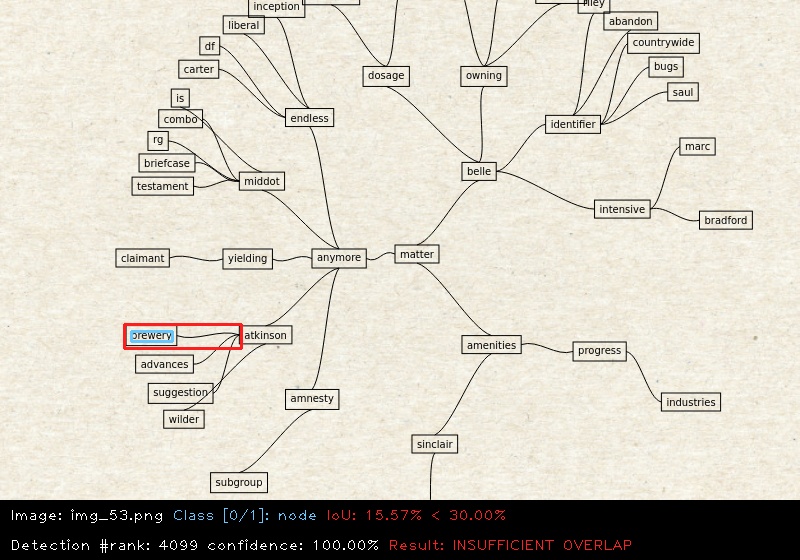 inception
riley
abandon
liberal
countrywide
df
bugs
carter
dosage
owning
saul
is
combo
endless
identifier
rg
marc
briefcase
belle
testament
middot
intensive
bradford
claimant
yielding
anymore
matter
brewery
atkinson
amenities
progress
advances
suggestion
amnesty
industries
wilder
sinclair
subgroup
Image: img_53.png Class [0/1]: node IoU: 15.57% < 30.00%
Detection #rank: 4099 confidence: 100.00% Result: INSUFFICIENT OVERLAP